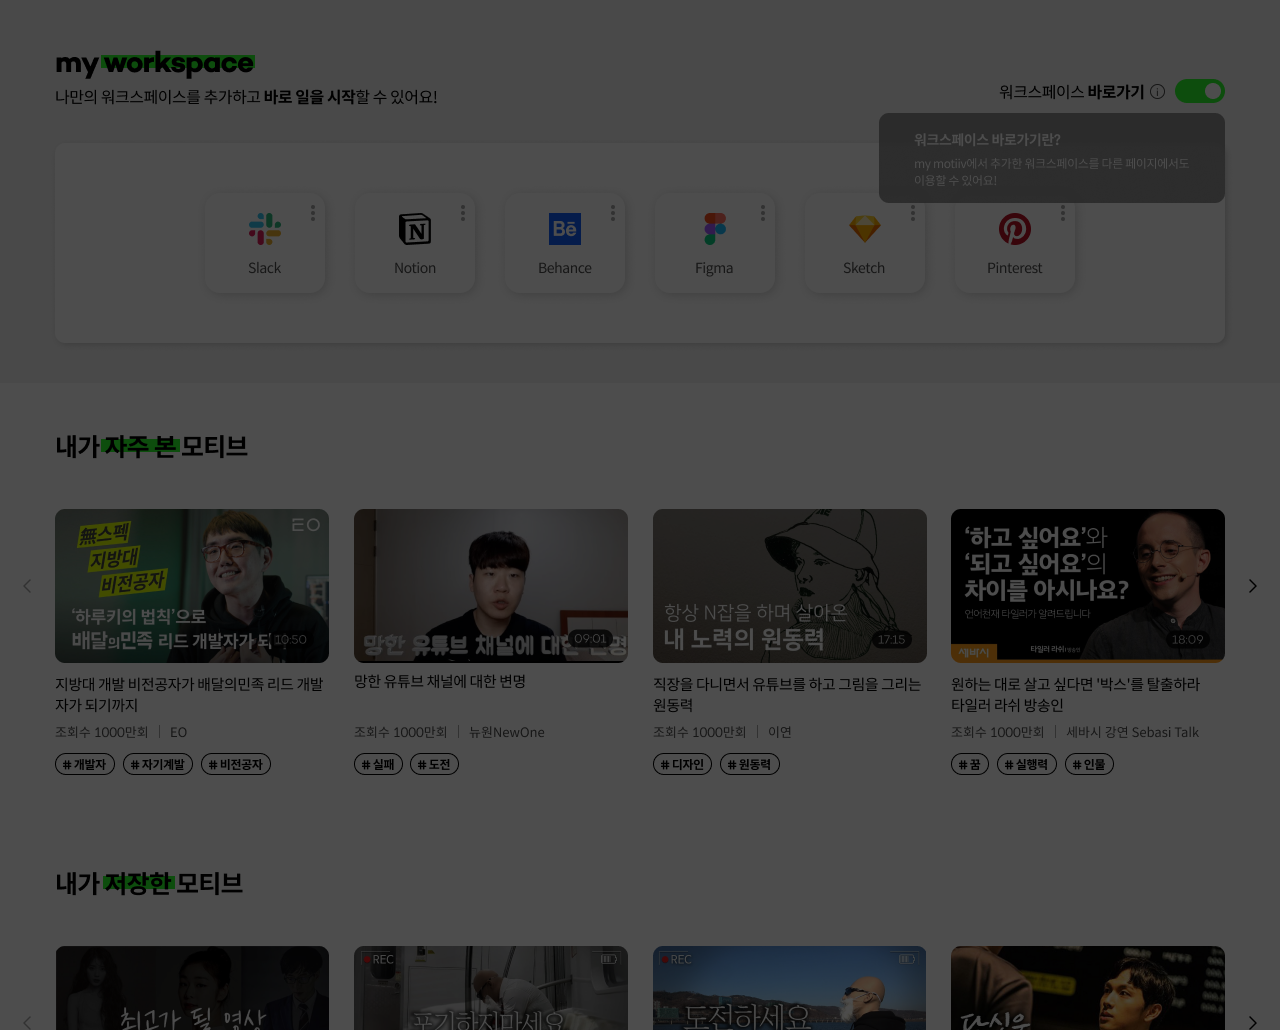 my workspace
나만의 워크스페이스를 추가하고 바로 일을 시작할 수 있어요!
워크스페이스 바로가기
워크스페이스 바로가기란?
my motiiv에서 추가한 워크스페이스를 다른 페이지에서도
이용할 수 있어요!
Slack
Notion
Behance
Figma
Sketch
Pinterest
내가 자주 본 모티브
無스펙
지방대
비전공자
EO
'하루키의 법칙'으로
배달의민족 리드 개발자가 되
10:50
망한 유튜브 채널에 대한 변명
09:01
항상 N잡을 하며 살아온
내 노력의 원동력
17:15
'하고 싶어요'와
'되고 싶어요'의
차이를 아시나요?
언어천재 타일러가 알려드립니다
세바시
타일러 라쉬
18:09
지방대 개발 비전공자가 배달의민족 리드 개발
자가 되기까지
조회수 1000만회 | EO
# 개발자 # 자기계발 # 비전공자
망한 유튜브 채널에 대한 변명
조회수 1000만회 | 뉴원NewOne
# 실패 # 도전
직장을 다니면서 유튜브를 하고 그림을 그리는
원동력
조회수 1000만회 | 이연
# 디자인 # 원동력
원하는 대로 살고 싶다면 '박스'를 탈출하라
타일러 라쉬 방송인
조회수 1000만회 | 세바시 강연 Sebasi Talk
# 꿈 # 실행력 # 인물
내가 저장한 모티브
최고가 될 영상
REC
포기하지마세요
REC
도전하세요
당신은